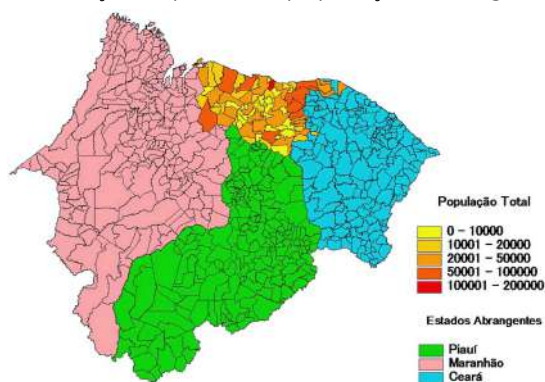 População Total
0 - 10000
10001 - 20000
20001 - 50000
50001 - 100000
100001 - 200000
Estados Abrangentes
Piauí
Maranhão
Ceará